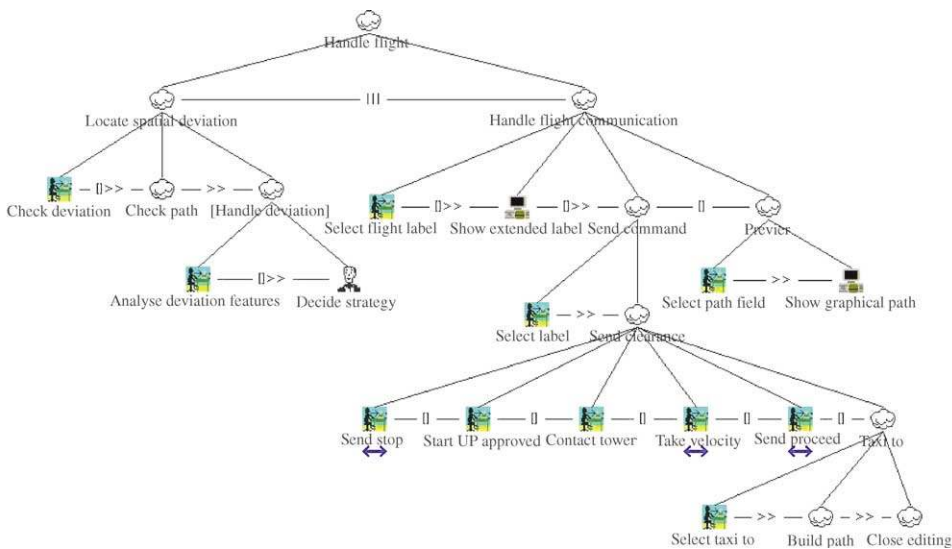 Handle flight
|||
Locate spatial deviation
Handle flight communication
[]>>
>>
Check deviation
Check path
[Handle deviation]
[]>>
[]>>
[]
Select flight label
Show extended label
Send command
Previer
[]>>
Analyse deviation features
Decide strategy
>>
Select path field
Show graphical path
>>
Select label
Send clearance
[] [] [] [] []
Send stop
Start UP approved
Contact tower
Take velocity
Send proceed
Taxi to
>> >>
Select taxi to
Build path
Close editing